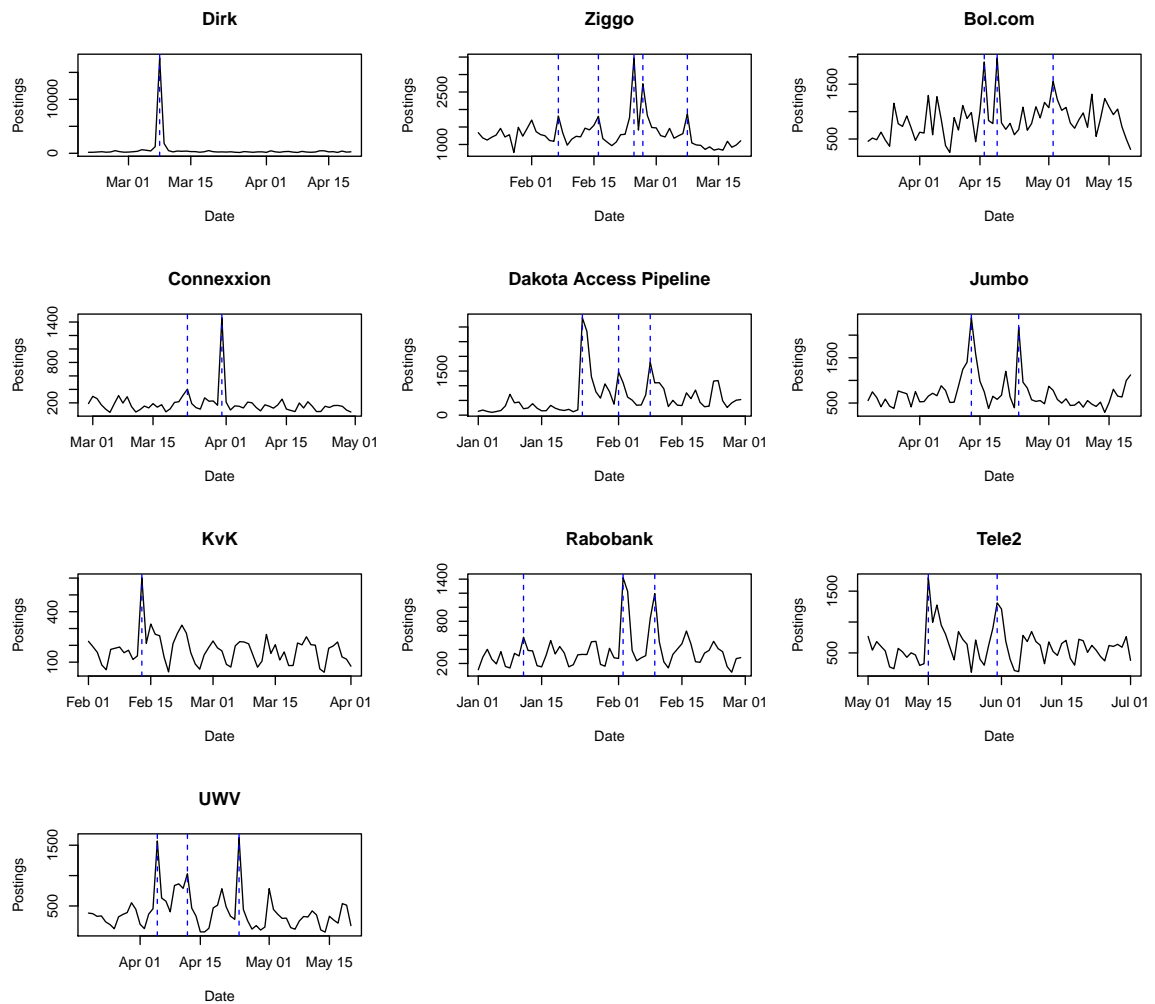 Dirk
Postings
0
10000
Mar 01 Mar 15 Apr 01 Apr 15
Date
Ziggo
Postings
1000
2500
Feb 01 Feb 15 Mar 01 Mar 15
Date
Bol.com
Postings
500
1500
Apr 01 Apr 15 May 01 May 15
Date
Connexxion
Postings
200
800
1400
Mar 01 Mar 15 Apr 01 Apr 15 May 01
Date
Dakota Access Pipeline
Postings
0
1500
Jan 01 Jan 15 Feb 01 Feb 15 Mar 01
Date
Jumbo
Postings
500
1500
Apr 01 Apr 15 May 01 May 15
Date
KvK
Postings
100
400
Feb 01 Feb 15 Mar 01 Mar 15 Apr 01
Date
Rabobank
Postings
200
800
1400
Jan 01 Jan 15 Feb 01 Feb 15 Mar 01
Date
Tele2
Postings
500
1500
May 01 May 15 Jun 01 Jun 15 Jul 01
Date
UWV
Postings
500
1500
Apr 01 Apr 15 May 01 May 15
Date